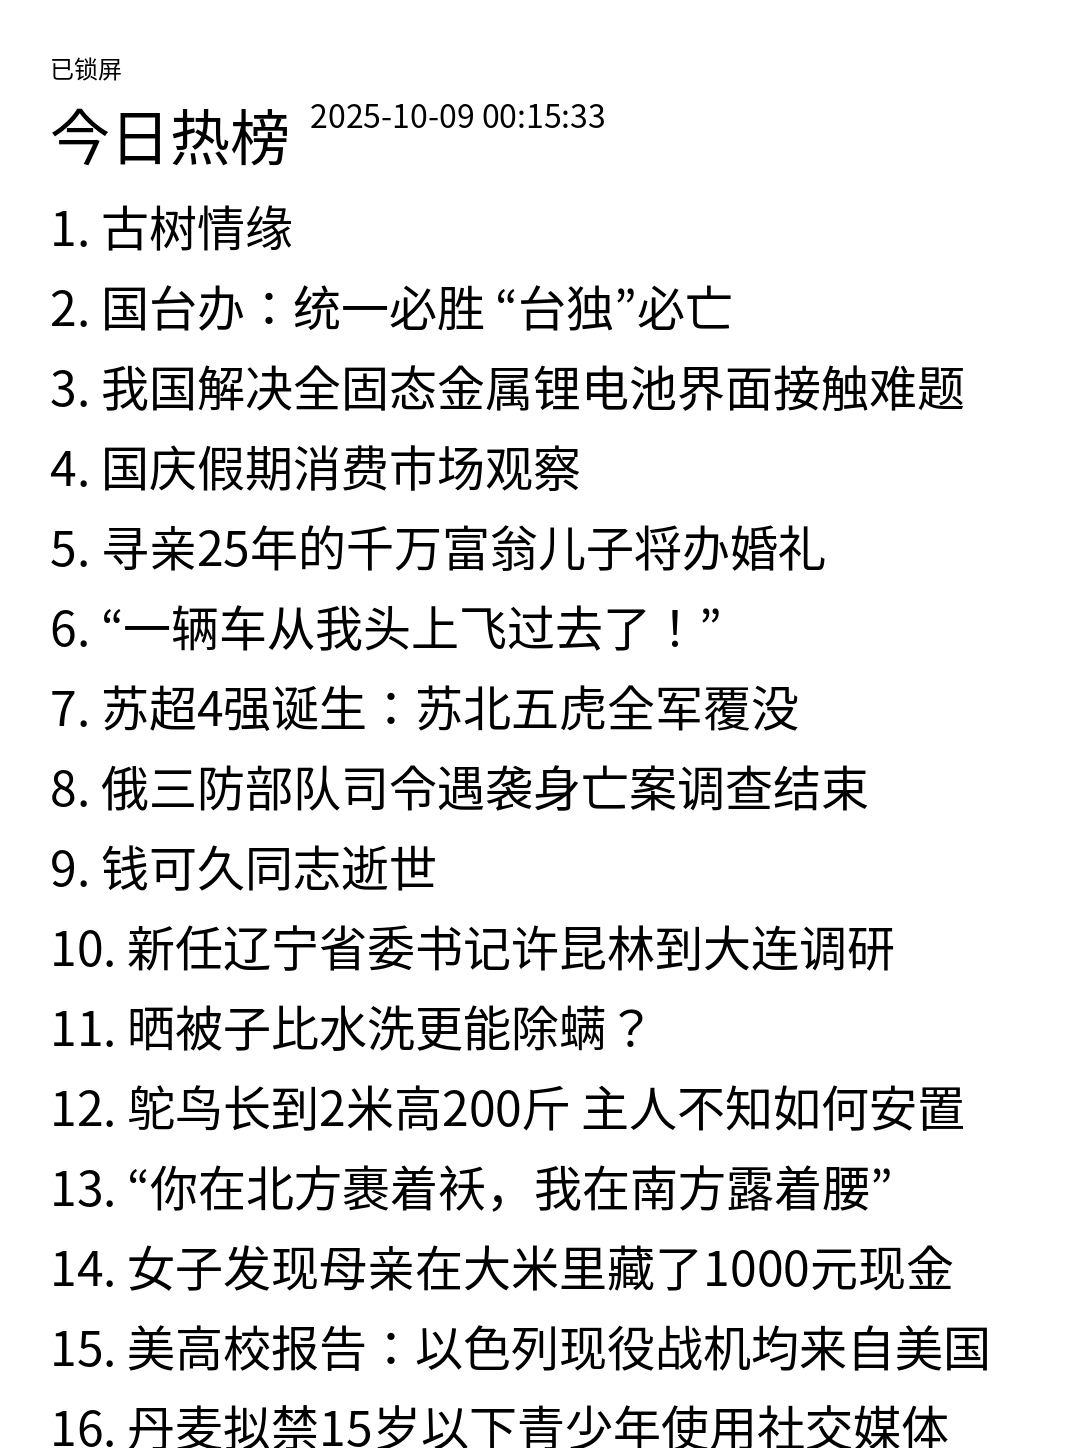 已锁屏
今日热榜 2025-10-09 00:15:33
1. 古树情缘
2. 国台办：统一必胜 “台独”必亡
3. 我国解决全固态金属锂电池界面接触难题
4. 国庆假期消费市场观察
5. 寻亲25年的千万富翁儿子将办婚礼
6. “一辆车从我头上飞过去了！”
7. 苏超4强诞生：苏北五虎全军覆没
8. 俄三防部队司令遇袭身亡案调查结束
9. 钱可久同志逝世
10. 新任辽宁省委书记许昆林到大连调研
11. 晒被子比水洗更能除螨？
12. 鸵鸟长到2米高200斤 主人不知如何安置
13. “你在北方裹着袄，我在南方露着腰”
14. 女子发现母亲在大米里藏了1000元现金
15. 美高校报告：以色列现役战机均来自美国
16. 丹麦拟禁15岁以下青少年使用社交媒体